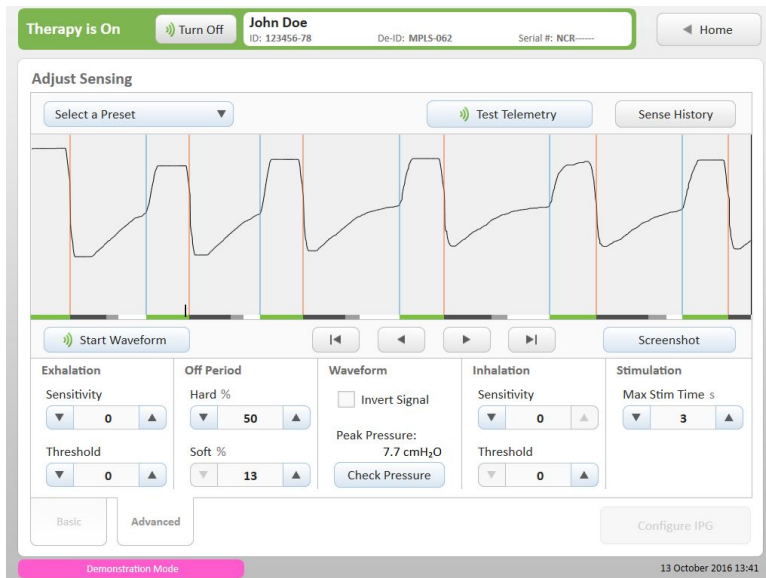 Therapy is On
Turn Off
John Doe
ID: 123456-78 De-ID: MPLS-062 Serial #: NCR------
Home
Adjust Sensing
Select a Preset
Test Telemetry
Sense History
Start Waveform
Screenshot
Exhalation
Sensitivity
0
Threshold
0
Off Period
Hard %
50
Soft %
13
Waveform
Invert Signal
Peak Pressure:
7.7 cmH₂O
Check Pressure
Inhalation
Sensitivity
0
Threshold
0
Stimulation
Max Stim Time s
3
Basic
Advanced
Configure IPG
Demonstration Mode
13 October 2016 13:41